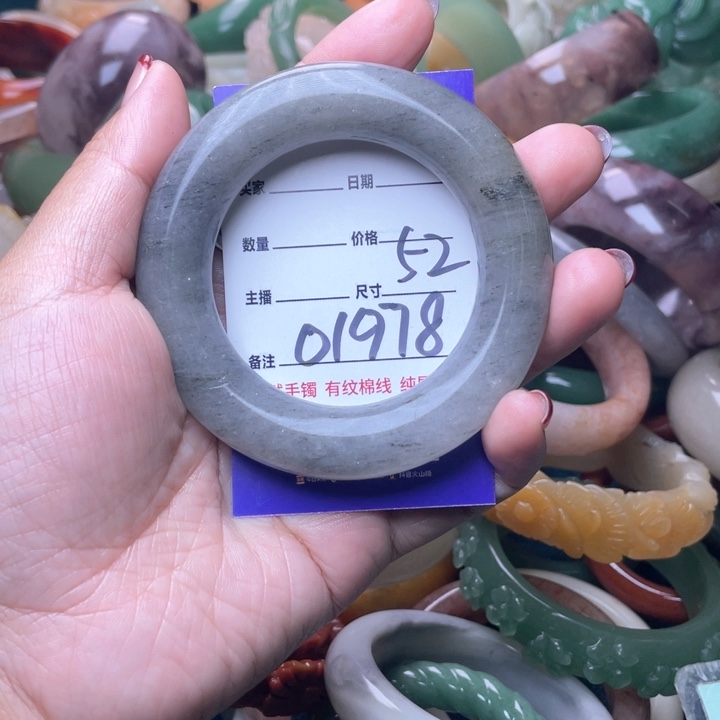 买家 日期
数量 价格
52
主播 尺寸
01978
备注
手镯 有纹棉线 纯